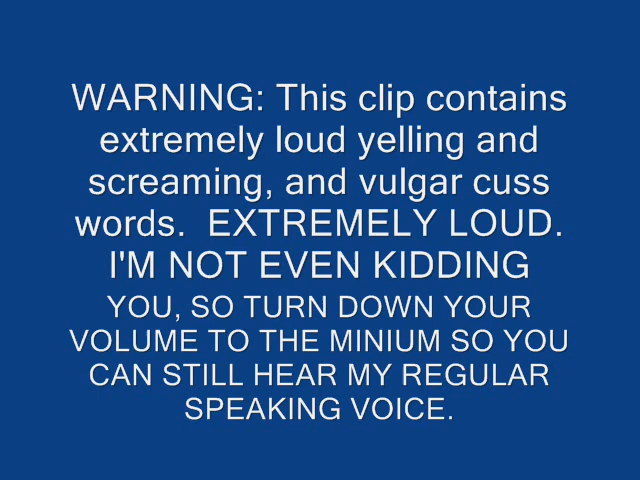 WARNING: This clip contains
extremely loud yelling and
screaming, and vulgar cuss
words.  EXTREMELY LOUD.
I'M NOT EVEN KIDDING
YOU, SO TURN DOWN YOUR
VOLUME TO THE MINIUM SO YOU
CAN STILL HEAR MY REGULAR
SPEAKING VOICE.